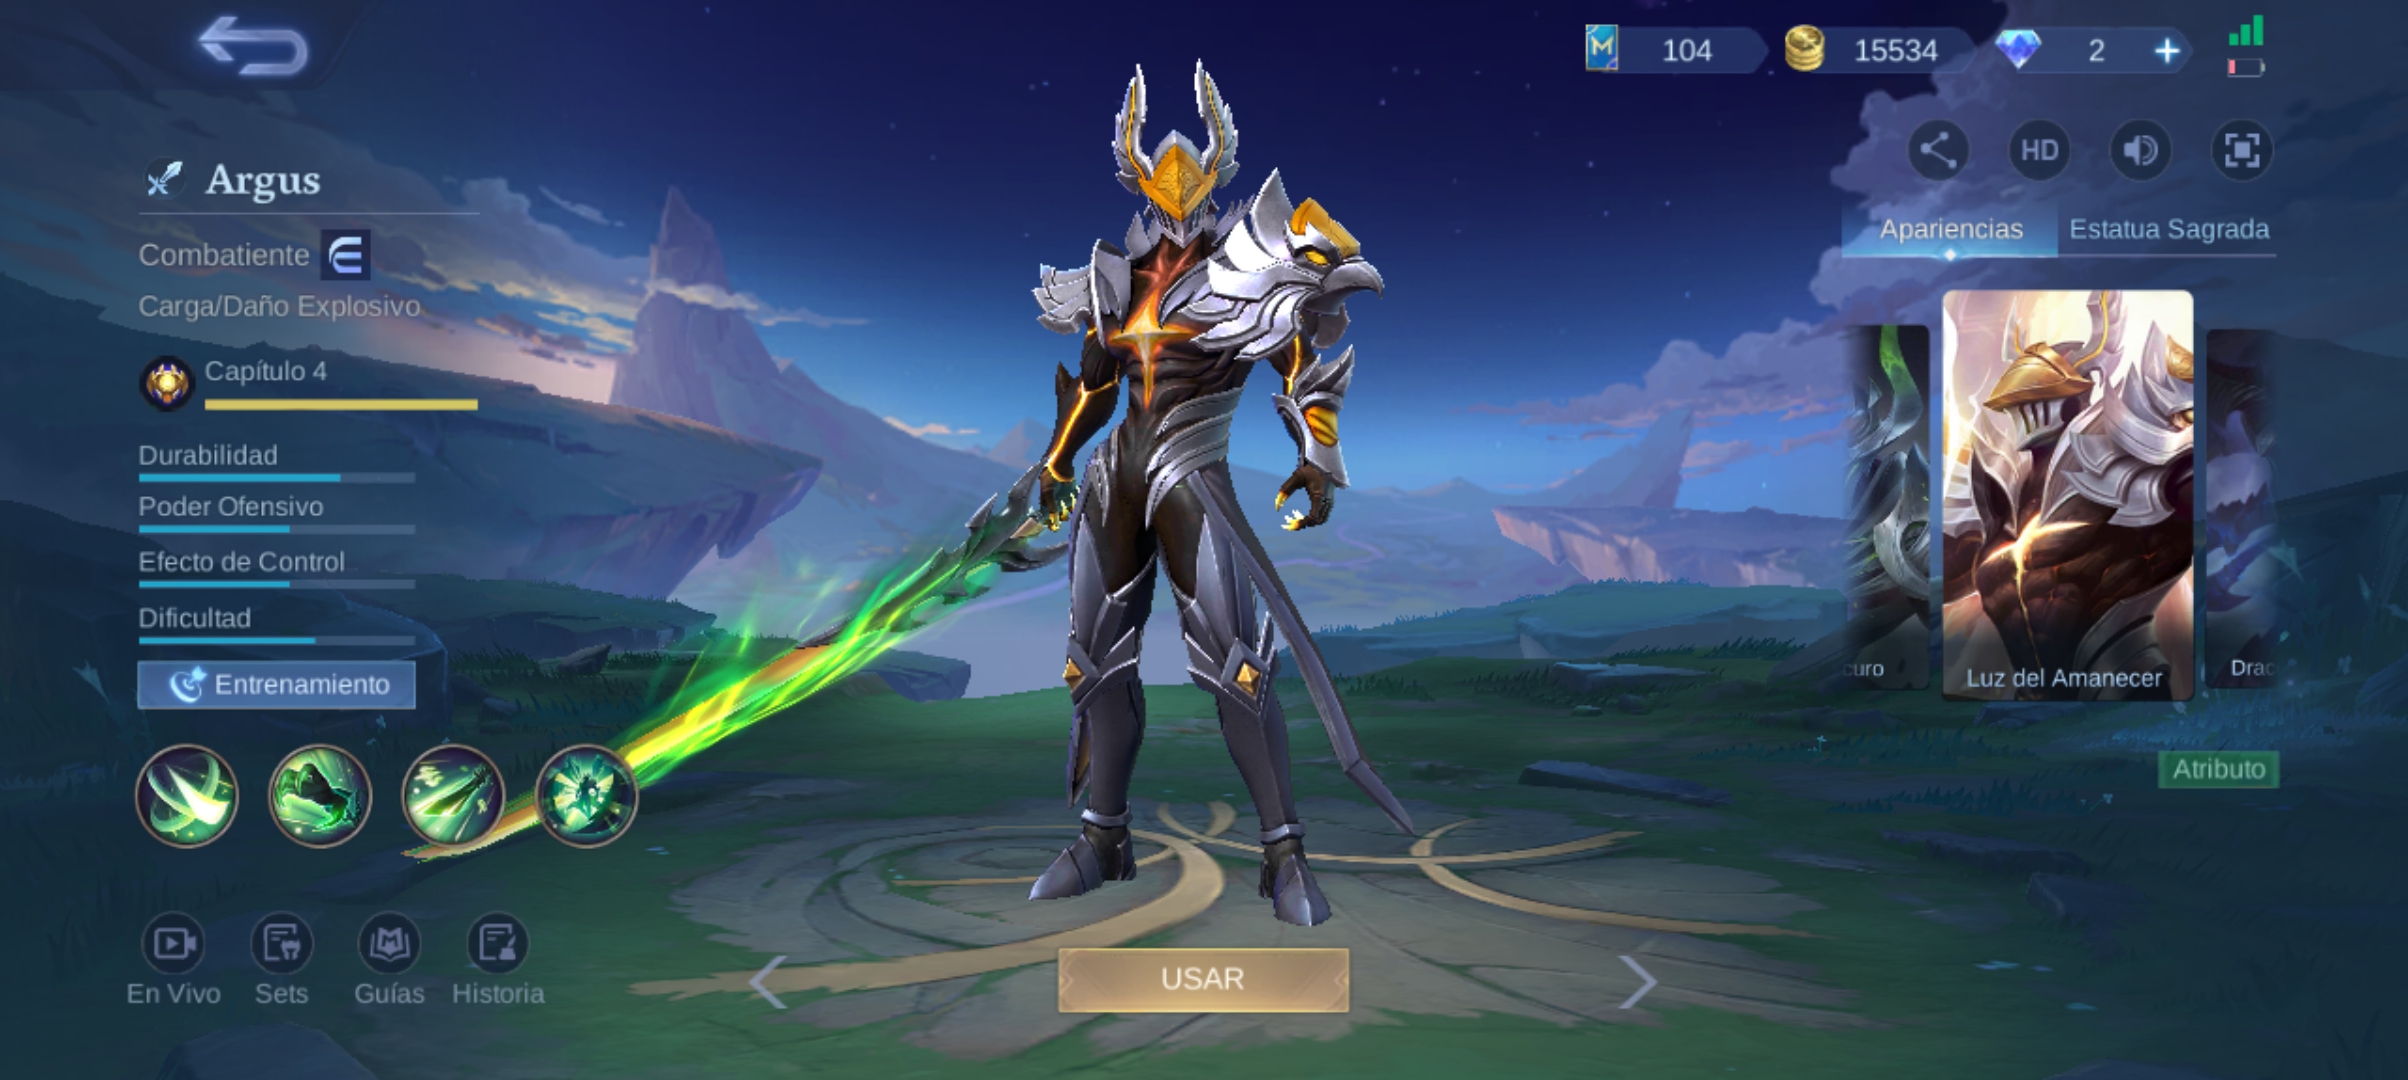 104
15534
2
HD
Argus
Combatiente
Carga/Daño Explosivo
Capítulo 4
Durabilidad
Poder Ofensivo
Efecto de Control
Dificultad
Entrenamiento
Apariencias
Estatua Sagrada
curo
Luz del Amanecer
Drac
Atributo
En Vivo
Sets
Guías
Historia
USAR